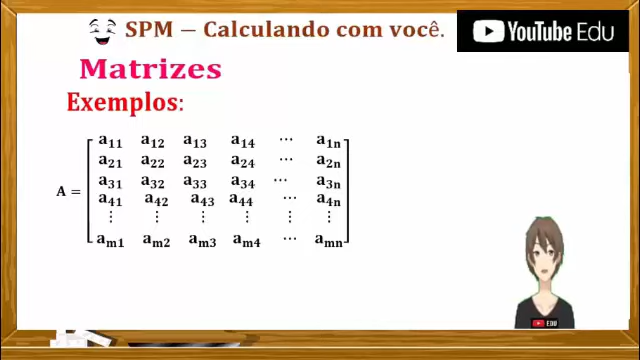 SPM – Calculando com você.
YouTube Edu
Matrizes
Exemplos:
a11 a12 a13 a14 ⋯ a1n
a21 a22 a23 a24 ⋯ a2n
A = a31 a32 a33 a34 ⋯ a3n
a41 a42 a43 a44 ⋯ a4n
⋮ ⋮ ⋮ ⋮ ⋮ ⋮
am1 am2 am3 am4 ⋯ amn
EDU